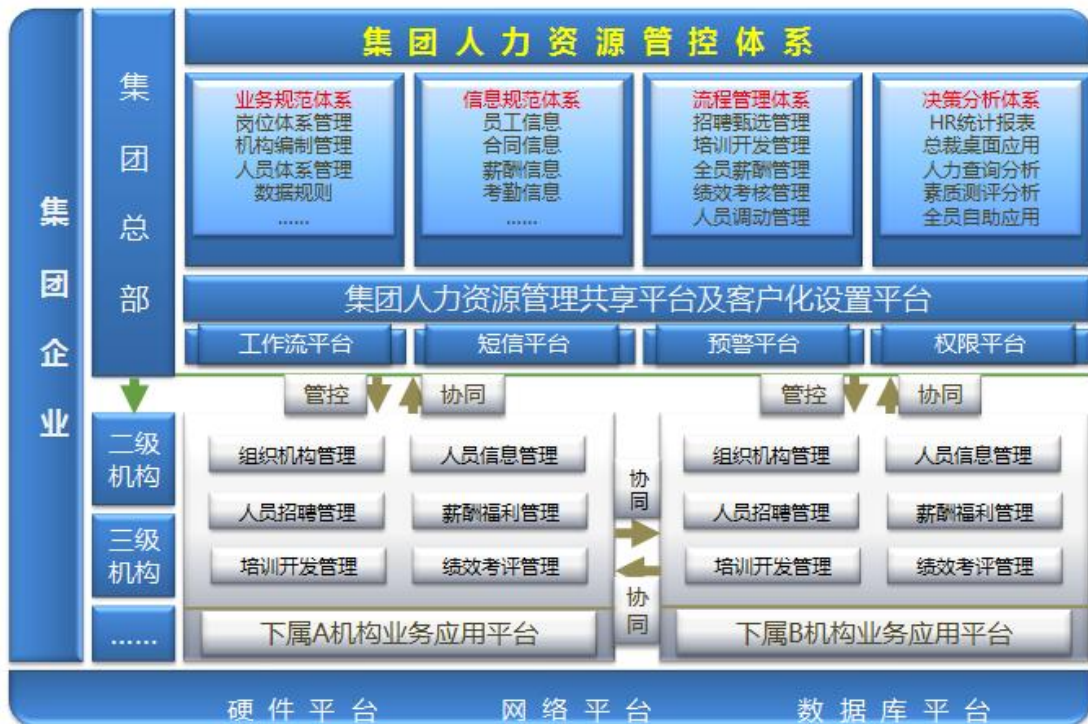 集团企业
集团总部
集团人力资源管控体系
业务规范体系
岗位体系管理
机构编制管理
人员体系管理
数据规则
......
信息规范体系
员工信息
合同信息
薪酬信息
考勤信息
......
流程管理体系
招聘甄选管理
培训开发管理
全员薪酬管理
绩效考核管理
人员调动管理
决策分析体系
HR统计报表
总裁桌面应用
人力查询分析
素质测评分析
全员自助应用
集团人力资源管理共享平台及客户化设置平台
工作流平台
短信平台
预警平台
权限平台
管控
协同
管控
协同
二级
机构
三级
机构
......
组织机构管理
人员信息管理
人员招聘管理
薪酬福利管理
培训开发管理
绩效考评管理
下属A机构业务应用平台
协同
协同
组织机构管理
人员信息管理
人员招聘管理
薪酬福利管理
培训开发管理
绩效考评管理
下属B机构业务应用平台
硬件平台
网络平台
数据库平台